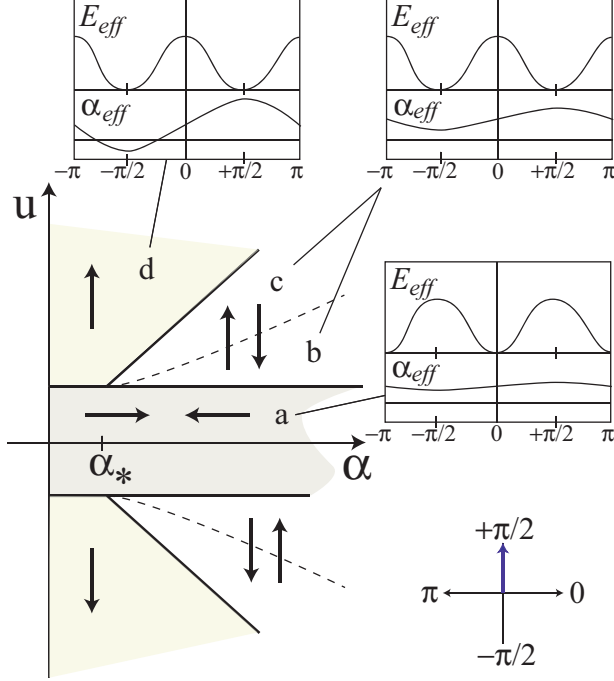 E_eff
α_eff
−π −π/2 0 +π/2 π
E_eff
α_eff
−π −π/2 0 +π/2 π
u
d
c
b
E_eff
α_eff
−π −π/2 0 +π/2 π
a
α_*
α
+π/2
π 0
−π/2